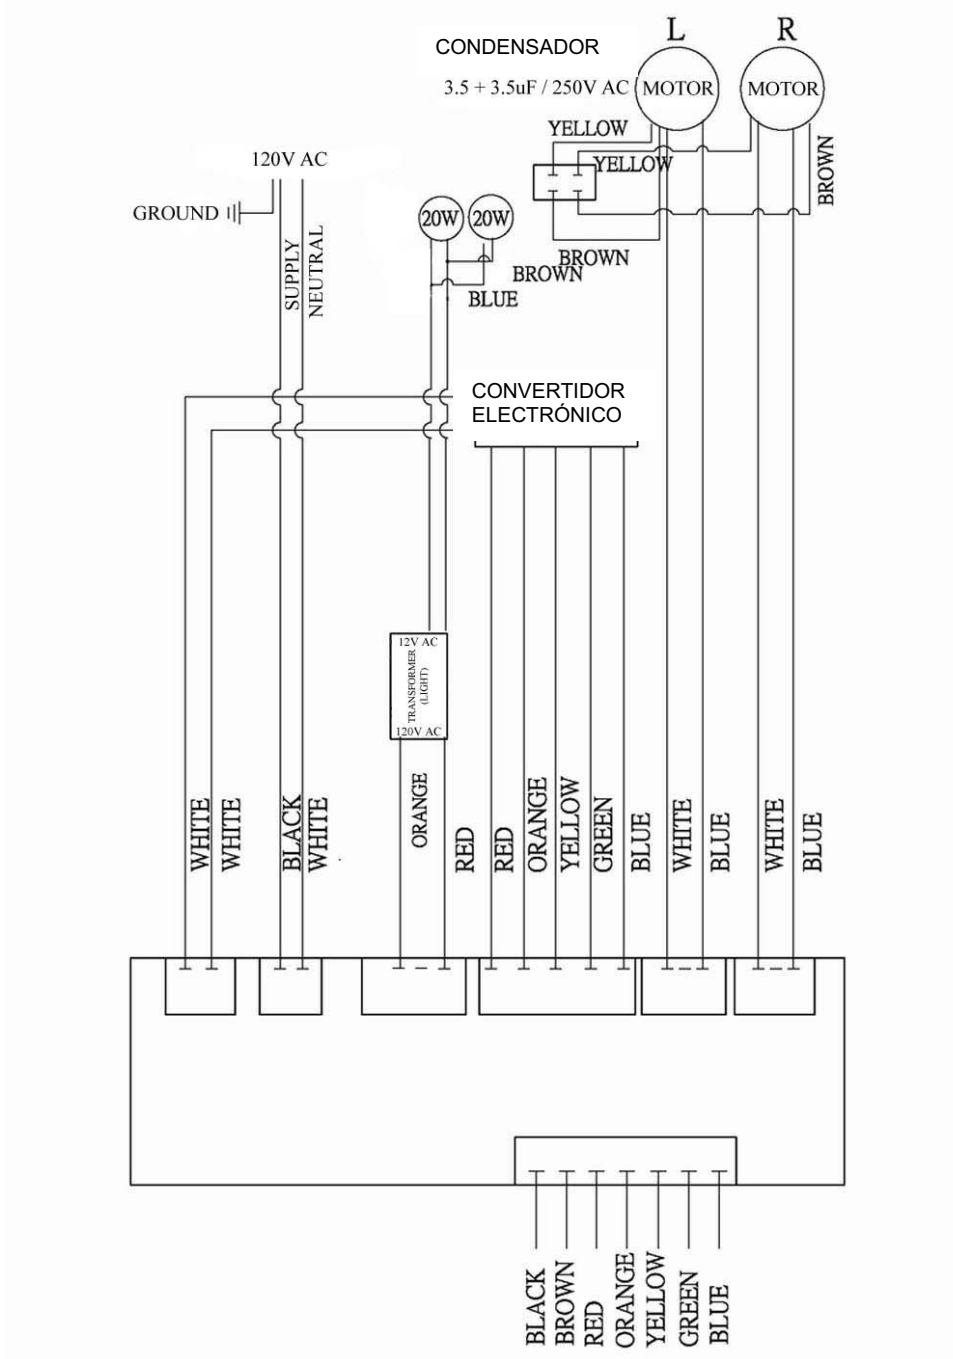 L
R
CONDENSADOR
3.5 + 3.5uF / 250V AC
MOTOR
MOTOR
YELLOW
YELLOW
BROWN
120V AC
GROUND
SUPPLY
NEUTRAL
20W
20W
BROWN
BROWN
BLUE
CONVERTIDOR
ELECTRÓNICO
12V AC
TRANSFORMER
(LIGHT)
120V AC
WHITE
WHITE
BLACK
WHITE
ORANGE
RED
RED
ORANGE
YELLOW
GREEN
BLUE
WHITE
BLUE
WHITE
BLUE
BLACK
BROWN
RED
ORANGE
YELLOW
GREEN
BLUE